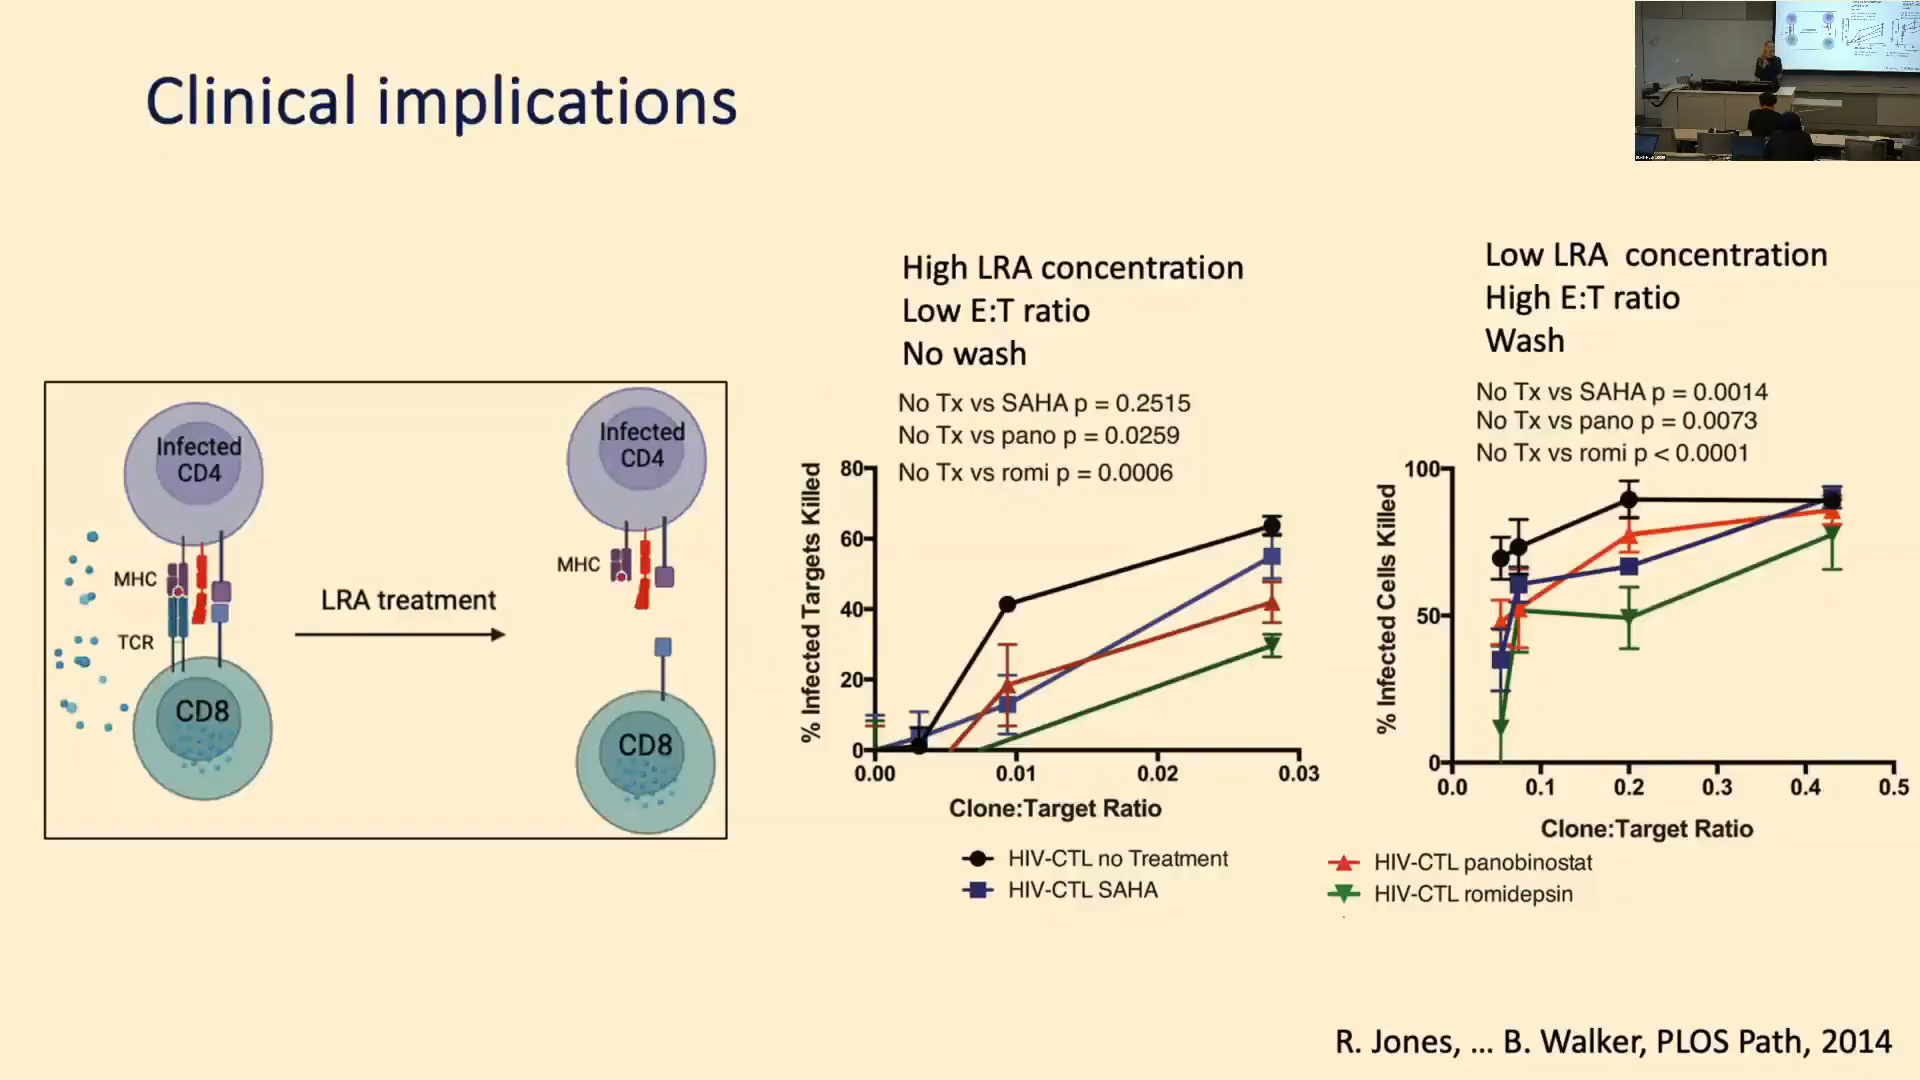 Clinical implications
Infected
CD4
MHC
TCR
CD8
LRA treatment
Infected
CD4
MHC
CD8
High LRA concentration
Low E:T ratio
No wash
No Tx vs SAHA p = 0.2515
No Tx vs pano p = 0.0259
No Tx vs romi p = 0.0006
% Infected Targets Killed
80
60
40
20
0
0.00 0.01 0.02 0.03
Clone:Target Ratio
Low LRA concentration
High E:T ratio
Wash
No Tx vs SAHA p = 0.0014
No Tx vs pano p = 0.0073
No Tx vs romi p < 0.0001
% Infected Cells Killed
100
50
0
0.0 0.1 0.2 0.3 0.4 0.5
Clone:Target Ratio
HIV-CTL no Treatment
HIV-CTL SAHA
HIV-CTL panobinostat
HIV-CTL romidepsin
R. Jones, ... B. Walker, PLOS Path, 2014